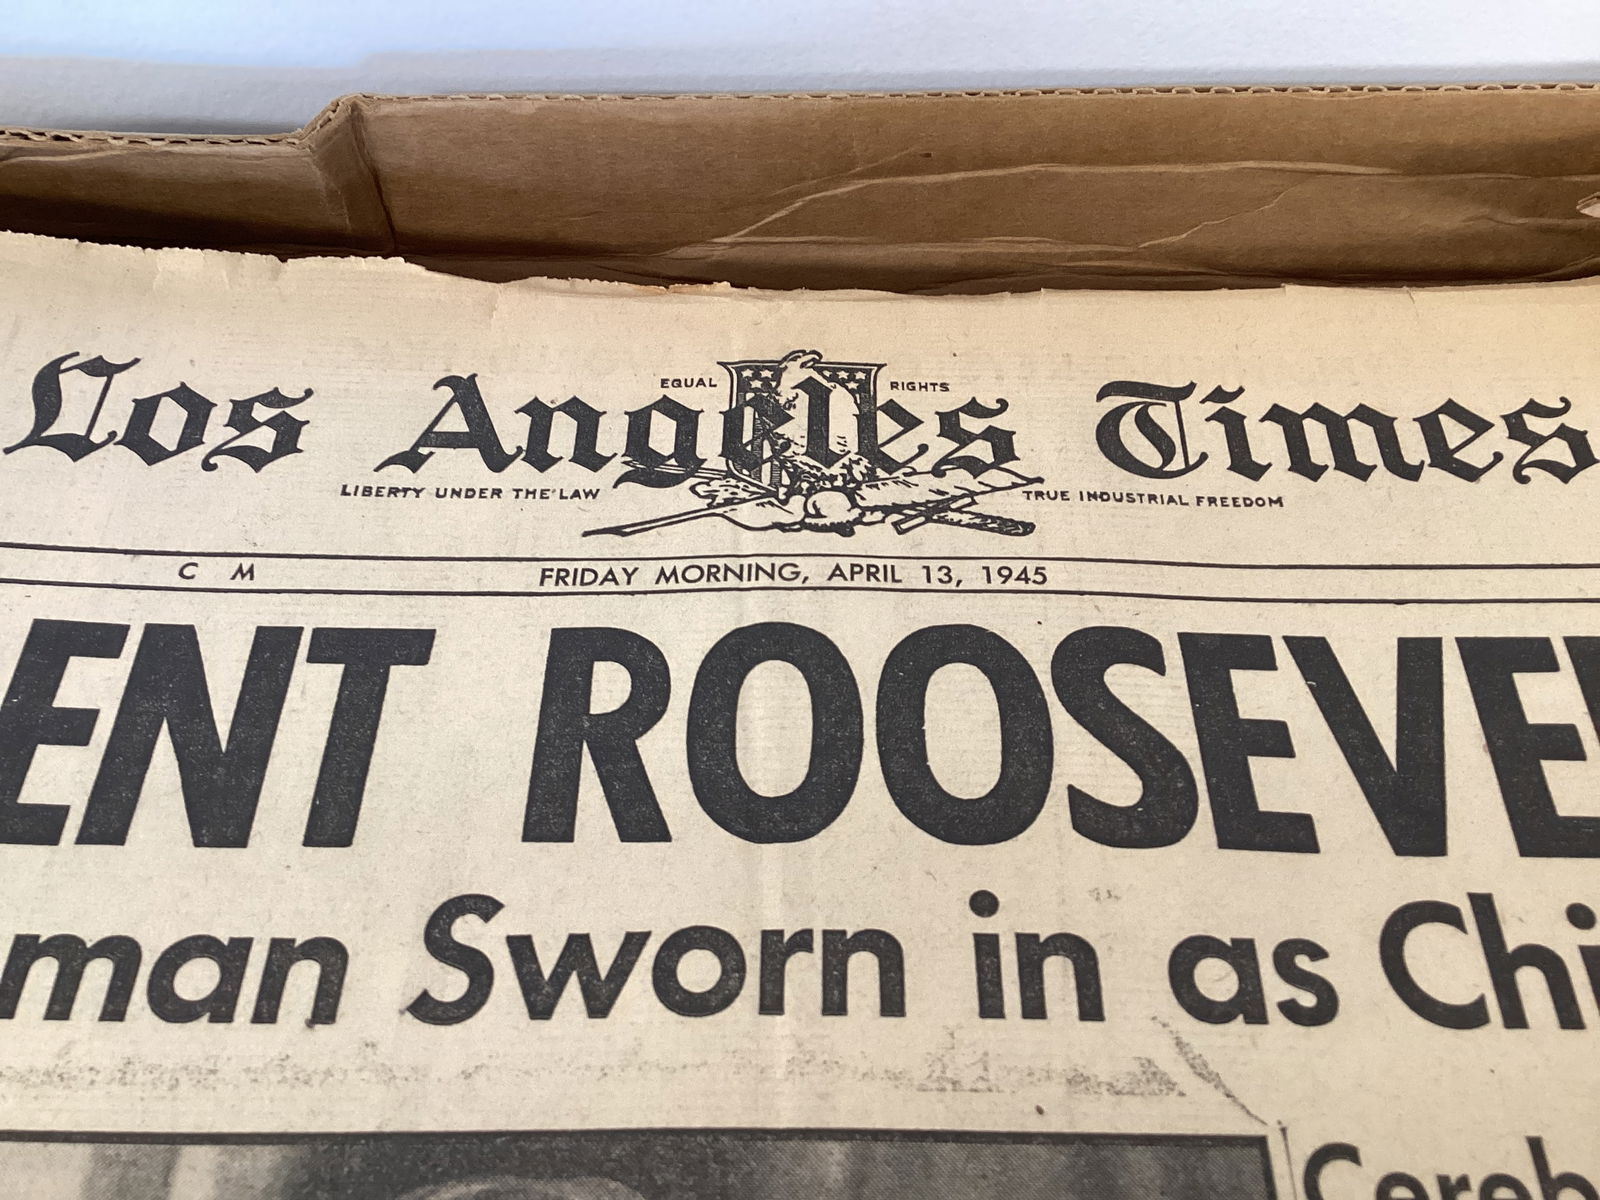 EQUAL RIGHTS
Los Angeles Times
LIBERTY UNDER THE LAW TRUE INDUSTRIAL FREEDOM
C M FRIDAY MORNING, APRIL 13, 1945
ENT ROOSEVE
man Sworn in as Chi
Cereb